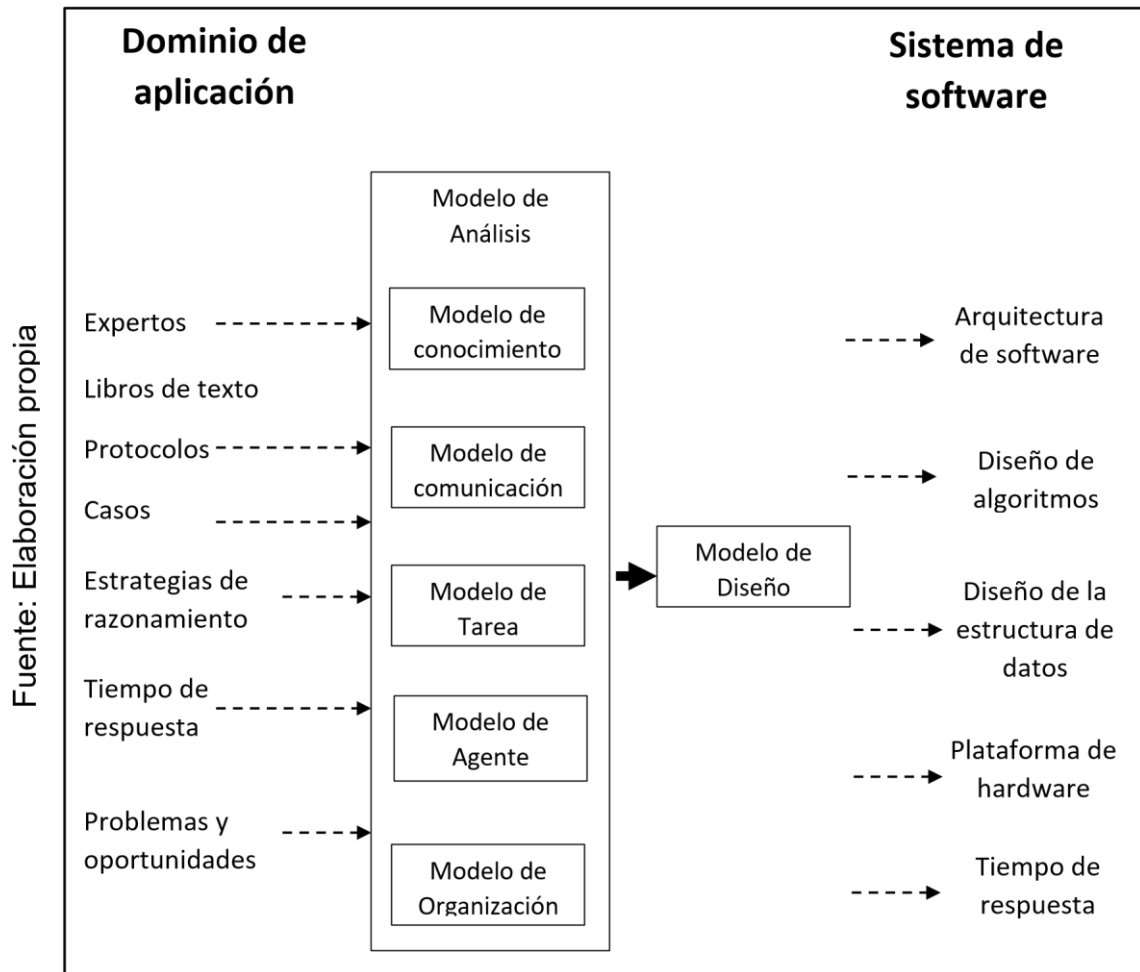 Dominio de
aplicación
Sistema de
software
Fuente: Elaboración propia
Expertos
Libros de texto
Protocolos
Casos
Estrategias de
razonamiento
Tiempo de
respuesta
Problemas y
oportunidades
Modelo de
Análisis
Modelo de
conocimiento
Modelo de
comunicación
Modelo de
Tarea
Modelo de
Agente
Modelo de
Organización
Modelo de
Diseño
Arquitectura
de software
Diseño de
algoritmos
Diseño de la
estructura de
datos
Plataforma de
hardware
Tiempo de
respuesta